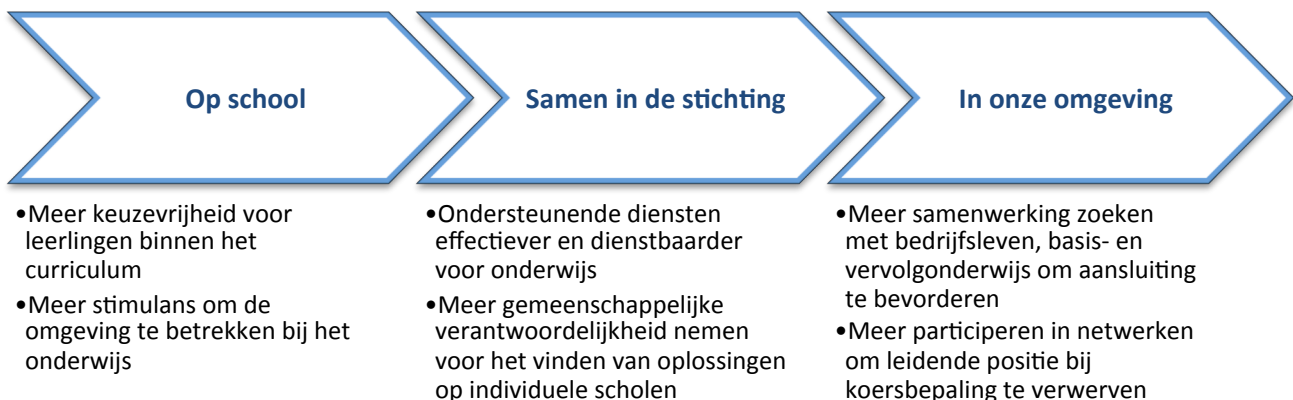 Op school
Samen in de stichting
In onze omgeving
•Meer keuzevrijheid voor
leerlingen binnen het
curriculum
•Meer stimulans om de
omgeving te betrekken bij het
onderwijs
•Ondersteunende diensten
effectiever en dienstbaarder
voor onderwijs
•Meer gemeenschappelijke
verantwoordelijkheid nemen
voor het vinden van oplossingen
op individuele scholen
•Meer samenwerking zoeken
met bedrijfsleven, basis- en
vervolgonderwijs om aansluiting
te bevorderen
•Meer participeren in netwerken
om leidende positie bij
koersbepaling te verwerven